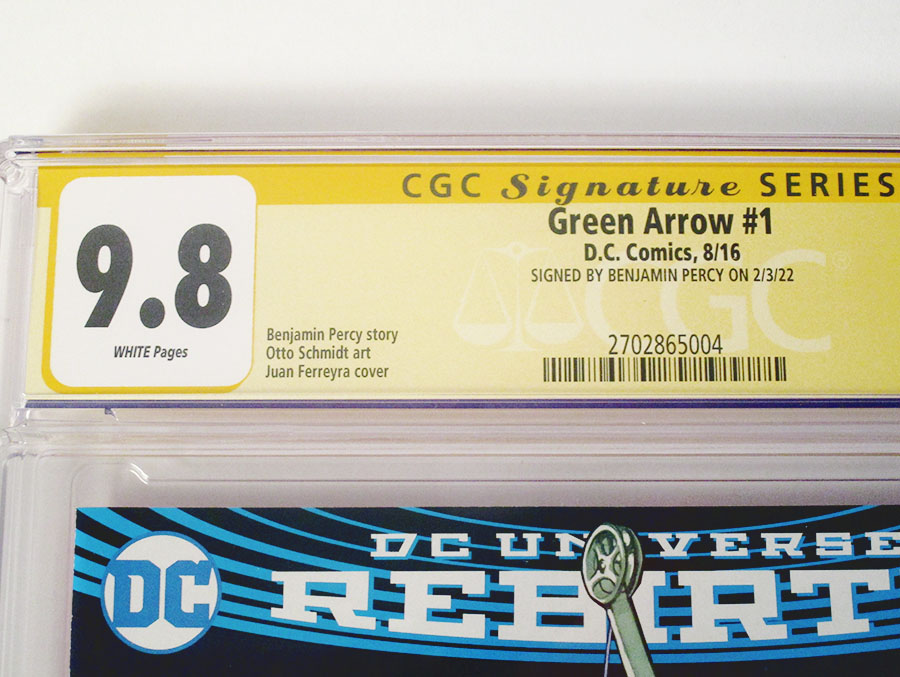 CGC Signature SERIES
Green Arrow #1
D.C. Comics, 8/16
SIGNED BY BENJAMIN PERCY ON 2/3/22
9.8
WHITE Pages
Benjamin Percy story
Otto Schmidt art
Juan Ferreyra cover
CGC
2702865004
DC
DC UNIVERSE
REBIRT